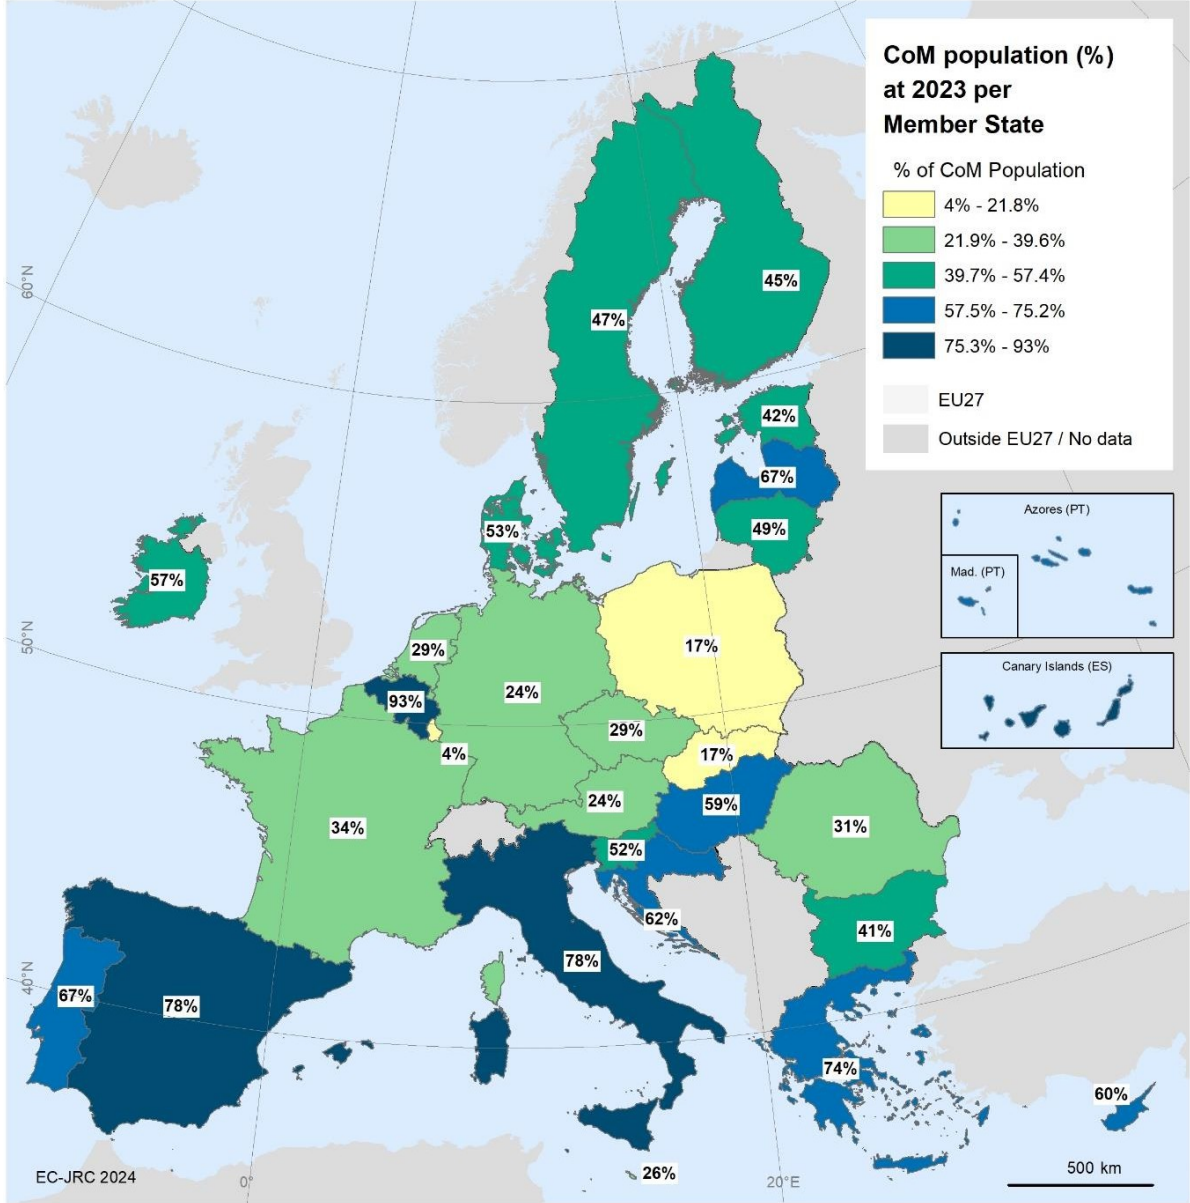 CoM population (%)
at 2023 per
Member State
% of CoM Population
4% - 21.8%
21.9% - 39.6%
39.7% - 57.4%
57.5% - 75.2%
75.3% - 93%
EU27
Outside EU27 / No data
60°N
45%
47%
42%
67%
49%
53%
57%
Azores (PT)
Mad. (PT)
Canary Islands (ES)
50°N
29%
17%
93%
24%
29%
4%
17%
24%
59%
34%
31%
52%
62%
41%
78%
40°N
67%
78%
74%
60%
26%
EC-JRC 2024
0°
20°E
500 km